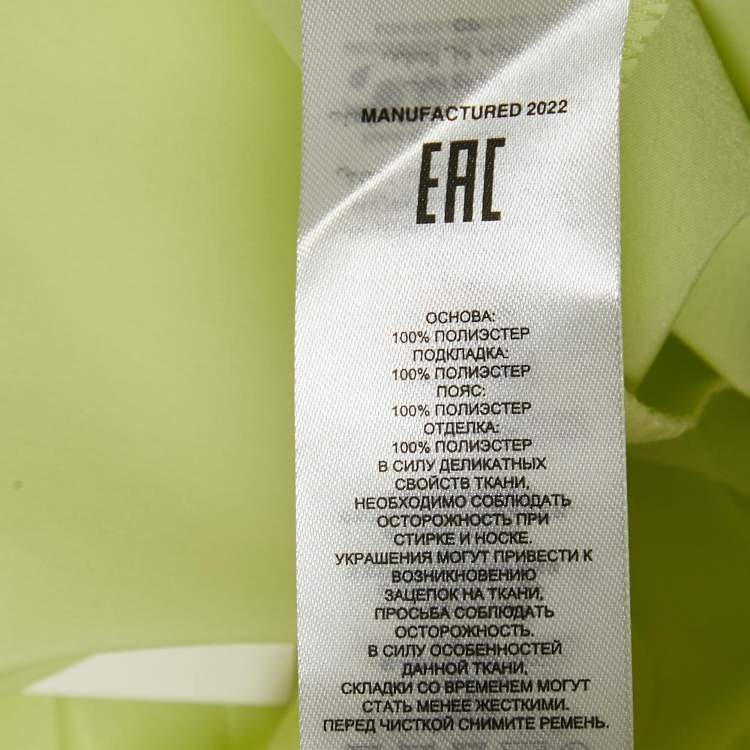 MANUFACTURED 2022
EAC
ОСНОВА:
100% ПОЛИЭСТЕР
ПОДКЛАДКА:
100% ПОЛИЭСТЕР
ПОЯС:
100% ПОЛИЭСТЕР
ОТДЕЛКА:
100% ПОЛИЭСТЕР
В СИЛУ ДЕЛИКАТНЫХ
СВОЙСТВ ТКАНИ,
НЕОБХОДИМО СОБЛЮДАТЬ
ОСТОРОЖНОСТЬ ПРИ
СТИРКЕ И НОСКЕ.
УКРАШЕНИЯ МОГУТ ПРИВЕСТИ К
ВОЗНИКНОВЕНИЮ
ЗАЦЕПОК НА ТКАНИ,
ПРОСЬБА СОБЛЮДАТЬ
ОСТОРОЖНОСТЬ.
В СИЛУ ОСОБЕННОСТЕЙ
ДАННОЙ ТКАНИ,
СКЛАДКИ СО ВРЕМЕНЕМ МОГУТ
СТАТЬ МЕНЕЕ ЖЕСТКИМИ.
ПЕРЕД ЧИСТКОЙ СНИМИТЕ РЕМЕНЬ.